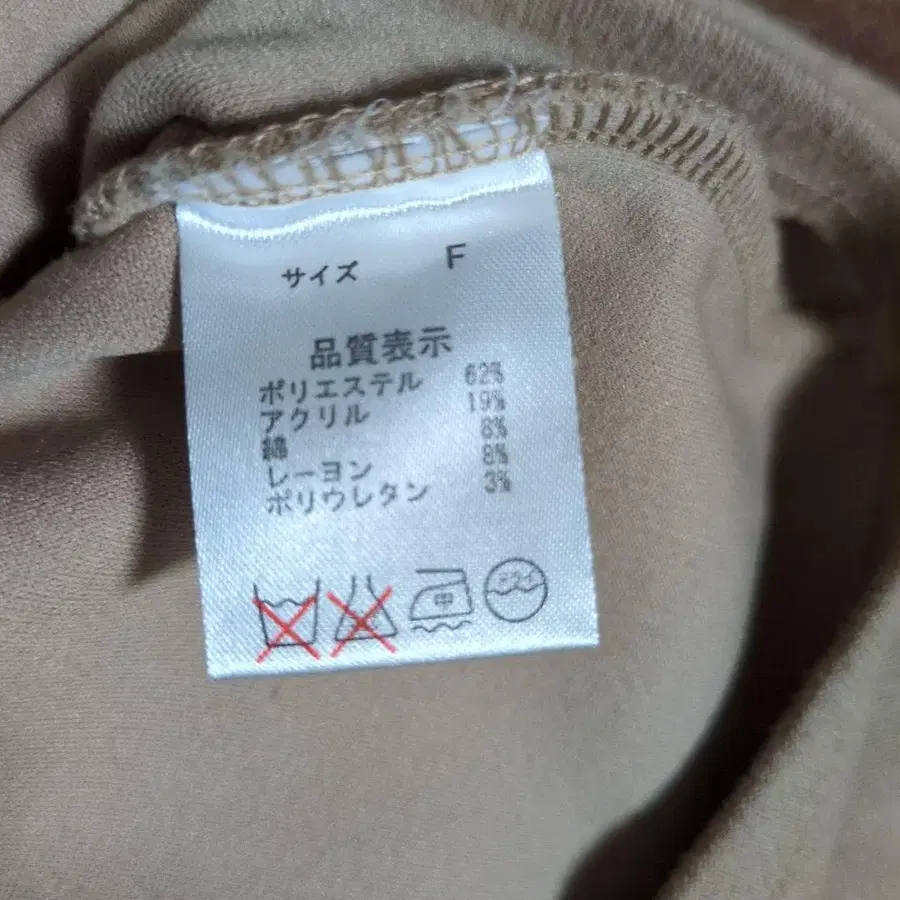 サイズ F
品質表示
ポリエステル 62%
アクリル 19%
綿 8%
レーヨン 8%
ポリウレタン 3%
中